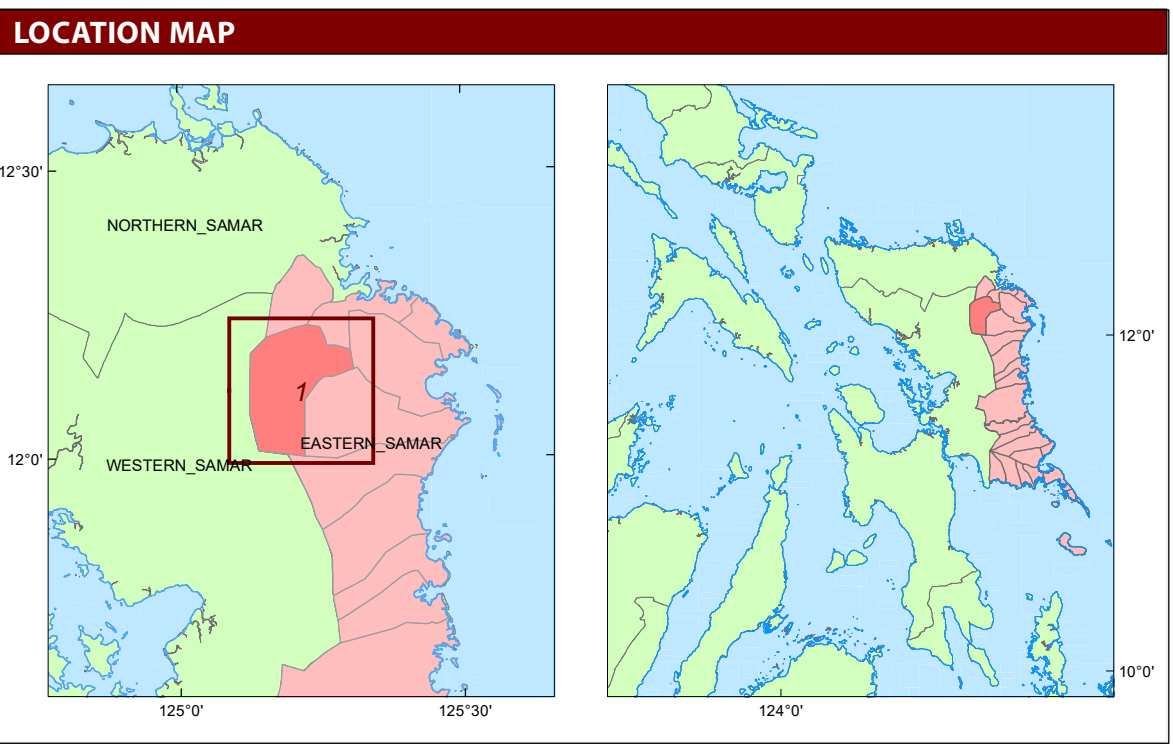 LOCATION MAP
12°30'
NORTHERN_SAMAR
1
EASTERN_SAMAR
12°0'
WESTERN_SAMAR
125°0'
125°30'
12°0'
10°0'
124°0'